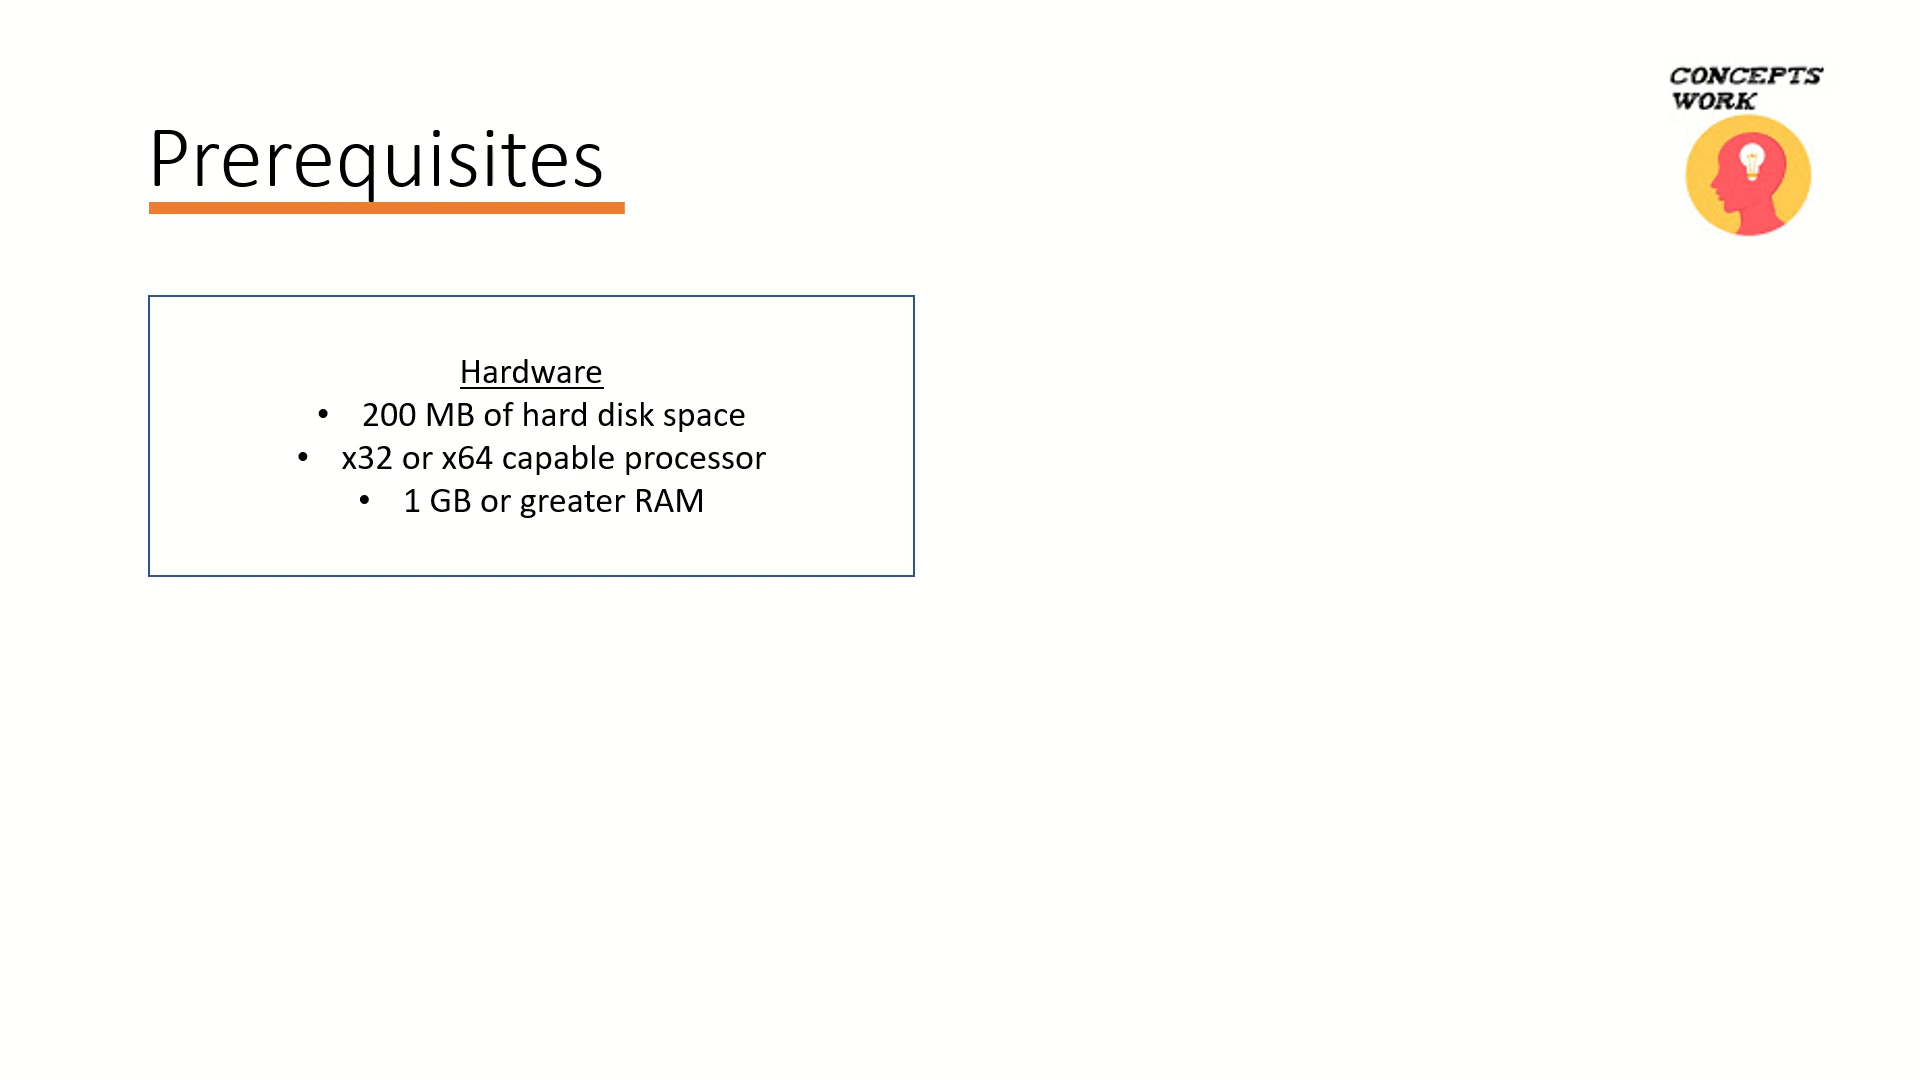 CONCEPTS
WORK
Prerequisites
Hardware
• 200 MB of hard disk space
• x32 or x64 capable processor
• 1 GB or greater RAM